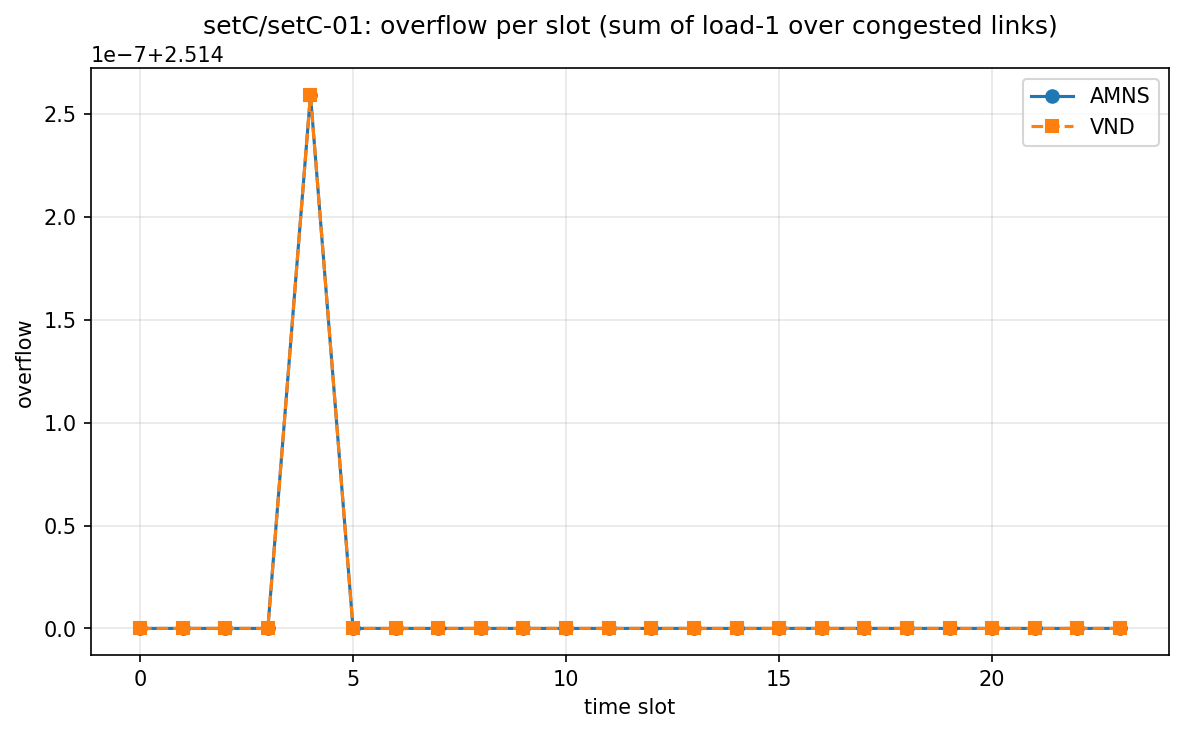 setC/setC-01: overflow per slot (sum of load-1 over congested links)
1e−7+2.514
AMNS
VND
2.5
2.0
1.5
1.0
0.5
0.0
overflow
0 5 10 15 20
time slot